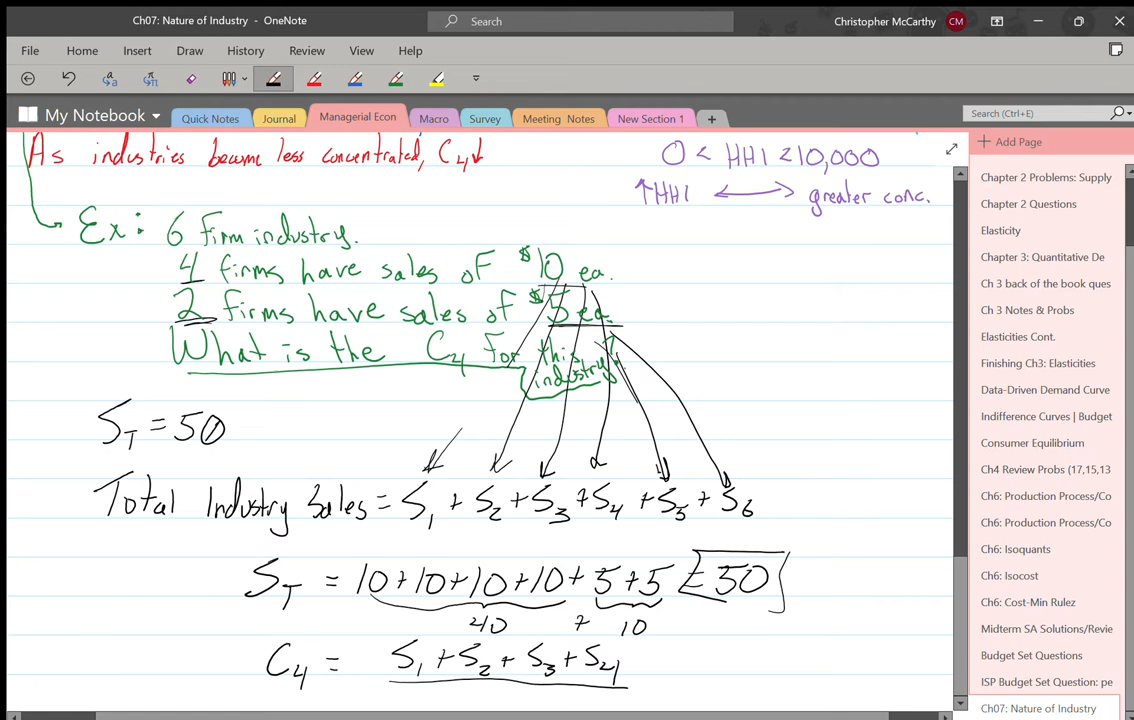 Ch07: Nature of Industry - OneNote
Search
Christopher McCarthy
CM
File Home Insert Draw History Review View Help
My Notebook
Quick Notes
Journal
Managerial Econ
Macro
Survey
Meeting Notes
New Section 1
Search (Ctrl+E)
As industries become less concentrated, C4↓
0 < HHI < 10,000
↑HHI ⟷ greater conc.
Ex: 6 firm industry.
4 firms have sales of $10 ea.
2 firms have sales of $5 ea.
What is the C4 for this industry?
ST = 50
Total Industry Sales = S1 + S2 + S3 + S4 + S5 + S6
ST = 10+10+10+10+5+5 = 50
40 + 10
C4 = S1 + S2 + S3 + S4
Add Page
Chapter 2 Problems: Supply
Chapter 2 Questions
Elasticity
Chapter 3: Quantitative De
Ch 3 back of the book ques
Ch 3 Notes & Probs
Elasticities Cont.
Finishing Ch3: Elasticities
Data-Driven Demand Curve
Indifference Curves | Budget
Consumer Equilibrium
Ch4 Review Probs (17,15,13
Ch6: Production Process/Co
Ch6: Production Process/Co
Ch6: Isoquants
Ch6: Isocost
Ch6: Cost-Min Rulez
Midterm SA Solutions/Revie
Budget Set Questions
ISP Budget Set Question: pe
Ch07: Nature of Industry